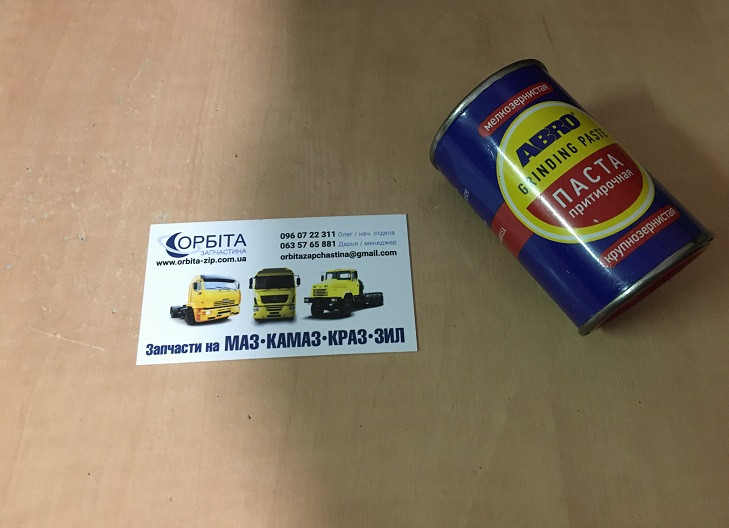 ОРБІТА
ЗАПЧАСТИНА
www.orbita-zip.com.ua
096 07 22 311 Олег / нач. отдела
063 57 65 881 Дарья / менеджер
orbitazapchastina@gmail.com
Запчасти на МАЗ•КАМАЗ•КРАЗ•ЗИЛ
мелкозернистая
ABRO
GRINDING PASTE
ПАСТА
притирочная
крупнозернистая